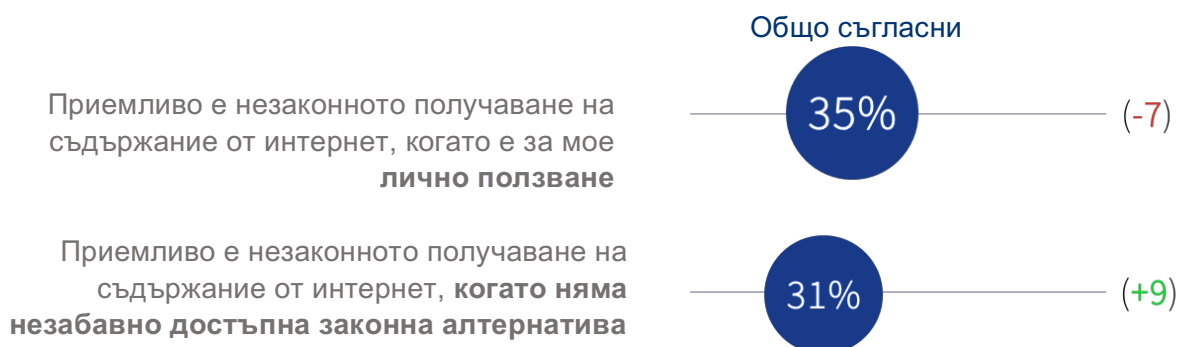 Общо съгласни
Приемливо е незаконното получаване на
съдържание от интернет, когато е за мое
лично ползване
35%
(-7)
Приемливо е незаконното получаване на
съдържание от интернет, когато няма
незабавно достъпна законна алтернатива
31%
(+9)